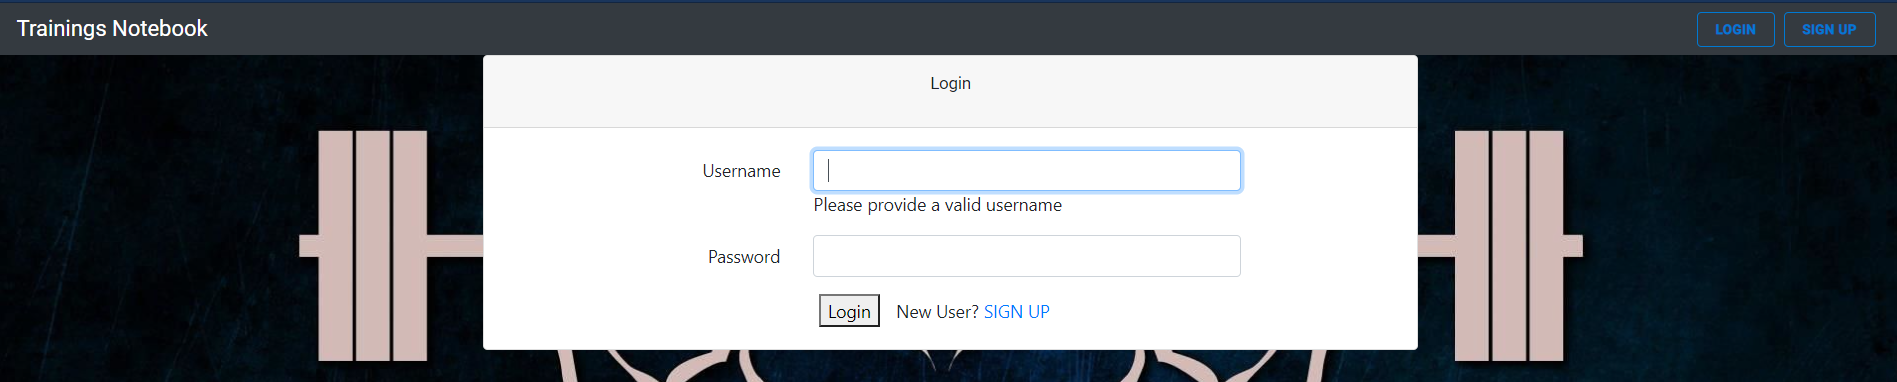 Trainings Notebook LOGIN SIGN UP
Login
Username
Please provide a valid username
Password
Login New User? SIGN UP